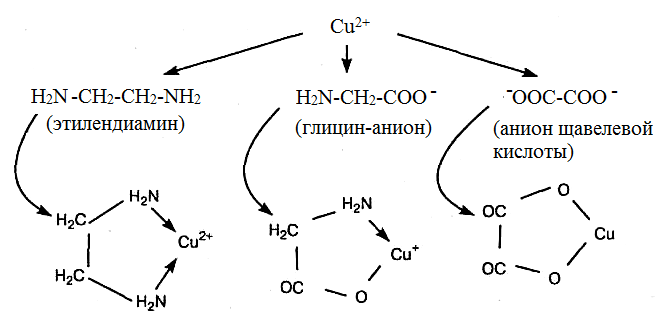 Cu²⁺
H2N-CH2-CH2-NH2 H2N-CH2-COO⁻ ⁻OOC-COO⁻
(этилендиамин) (глицин-анион) (анион щавелевой
кислоты)
H₂N H₂N O
H₂C H₂C OC
Cu²⁺ Cu⁺ Cu
H₂C OC OC
H₂N O O